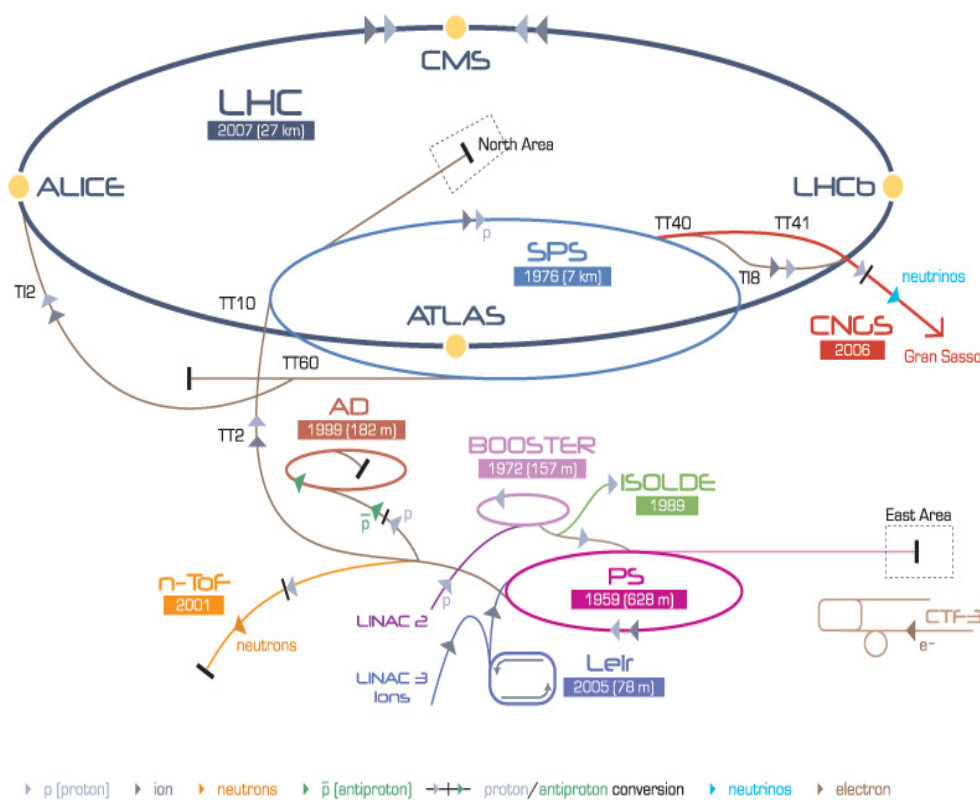 CMS
LHC
2007 (27 km)
North Area
ALICE
LHCb
TT40
TT41
SPS
1976 (7 km)
p
TI8
neutrinos
TI2
TT10
ATLAS
CNGS
2006
Gran Sasso
TT60
AD
1999 (182 m)
TT2
BOOSTER
1972 (157 m)
ISOLDE
1989
p̅
p
East Area
n-ToF
2001
neutrons
LINAC 2
p
PS
1959 (628 m)
CTF-3
e-
LINAC 3
Ions
Leir
2005 (78 m)
p (proton)
ion
neutrons
p̅ (antiproton)
proton/antiproton conversion
neutrinos
electron